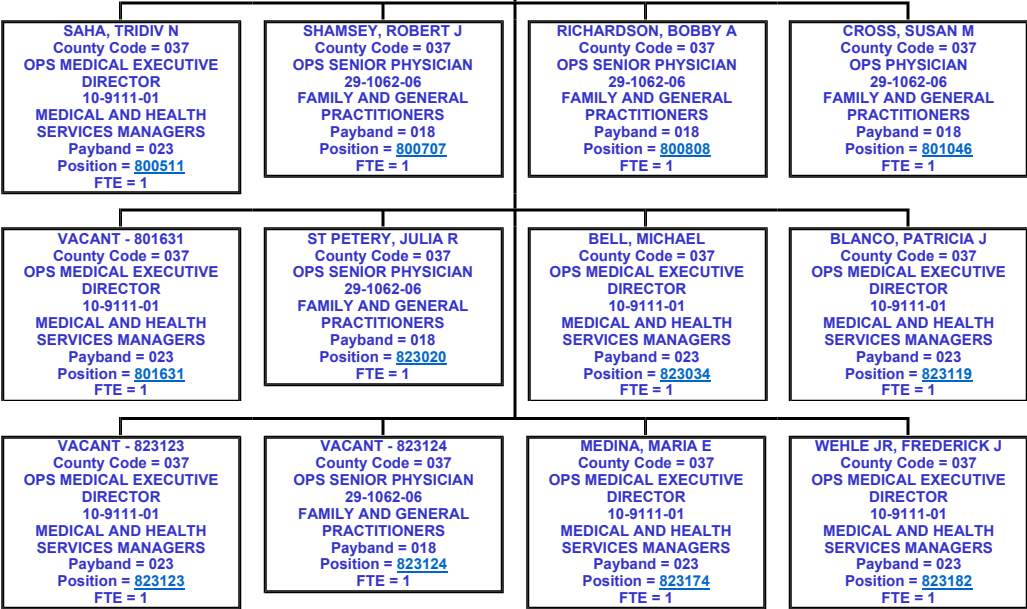 SAHA, TRIDIV N
County Code = 037
OPS MEDICAL EXECUTIVE
DIRECTOR
10-9111-01
MEDICAL AND HEALTH
SERVICES MANAGERS
Payband = 023
Position = 800511
FTE = 1
SHAMSEY, ROBERT J
County Code = 037
OPS SENIOR PHYSICIAN
29-1062-06
FAMILY AND GENERAL
PRACTITIONERS
Payband = 018
Position = 800707
FTE = 1
RICHARDSON, BOBBY A
County Code = 037
OPS SENIOR PHYSICIAN
29-1062-06
FAMILY AND GENERAL
PRACTITIONERS
Payband = 018
Position = 800808
FTE = 1
CROSS, SUSAN M
County Code = 037
OPS PHYSICIAN
29-1062-06
FAMILY AND GENERAL
PRACTITIONERS
Payband = 018
Position = 801046
FTE = 1
VACANT - 801631
County Code = 037
OPS MEDICAL EXECUTIVE
DIRECTOR
10-9111-01
MEDICAL AND HEALTH
SERVICES MANAGERS
Payband = 023
Position = 801631
FTE = 1
ST PETERY, JULIA R
County Code = 037
OPS SENIOR PHYSICIAN
29-1062-06
FAMILY AND GENERAL
PRACTITIONERS
Payband = 018
Position = 823020
FTE = 1
BELL, MICHAEL
County Code = 037
OPS MEDICAL EXECUTIVE
DIRECTOR
10-9111-01
MEDICAL AND HEALTH
SERVICES MANAGERS
Payband = 023
Position = 823034
FTE = 1
BLANCO, PATRICIA J
County Code = 037
OPS MEDICAL EXECUTIVE
DIRECTOR
10-9111-01
MEDICAL AND HEALTH
SERVICES MANAGERS
Payband = 023
Position = 823119
FTE = 1
VACANT - 823123
County Code = 037
OPS MEDICAL EXECUTIVE
DIRECTOR
10-9111-01
MEDICAL AND HEALTH
SERVICES MANAGERS
Payband = 023
Position = 823123
FTE = 1
VACANT - 823124
County Code = 037
OPS SENIOR PHYSICIAN
29-1062-06
FAMILY AND GENERAL
PRACTITIONERS
Payband = 018
Position = 823124
FTE = 1
MEDINA, MARIA E
County Code = 037
OPS MEDICAL EXECUTIVE
DIRECTOR
10-9111-01
MEDICAL AND HEALTH
SERVICES MANAGERS
Payband = 023
Position = 823174
FTE = 1
WEHLE JR, FREDERICK J
County Code = 037
OPS MEDICAL EXECUTIVE
DIRECTOR
10-9111-01
MEDICAL AND HEALTH
SERVICES MANAGERS
Payband = 023
Position = 823182
FTE = 1